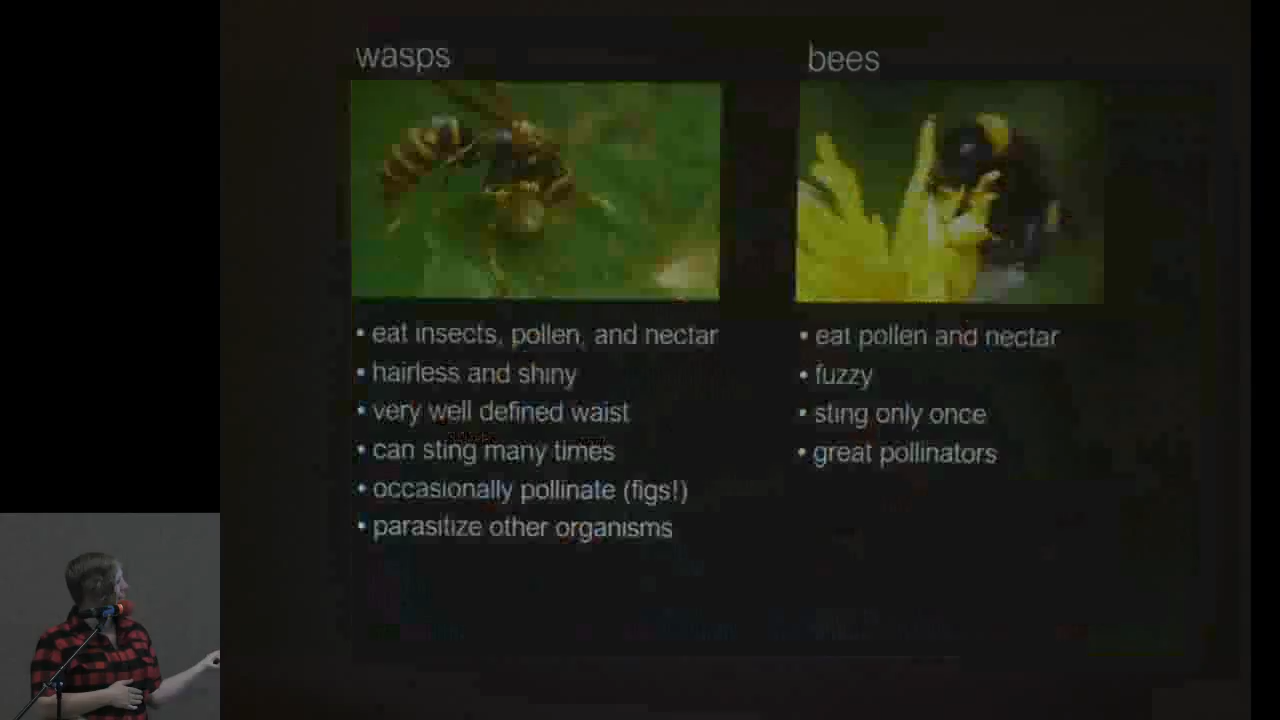 wasps
• eat insects, pollen, and nectar
• hairless and shiny
• very well defined waist
• can sting many times
• occasionally pollinate (figs!)
• parasitize other organisms
bees
• eat pollen and nectar
• fuzzy
• sting only once
• great pollinators